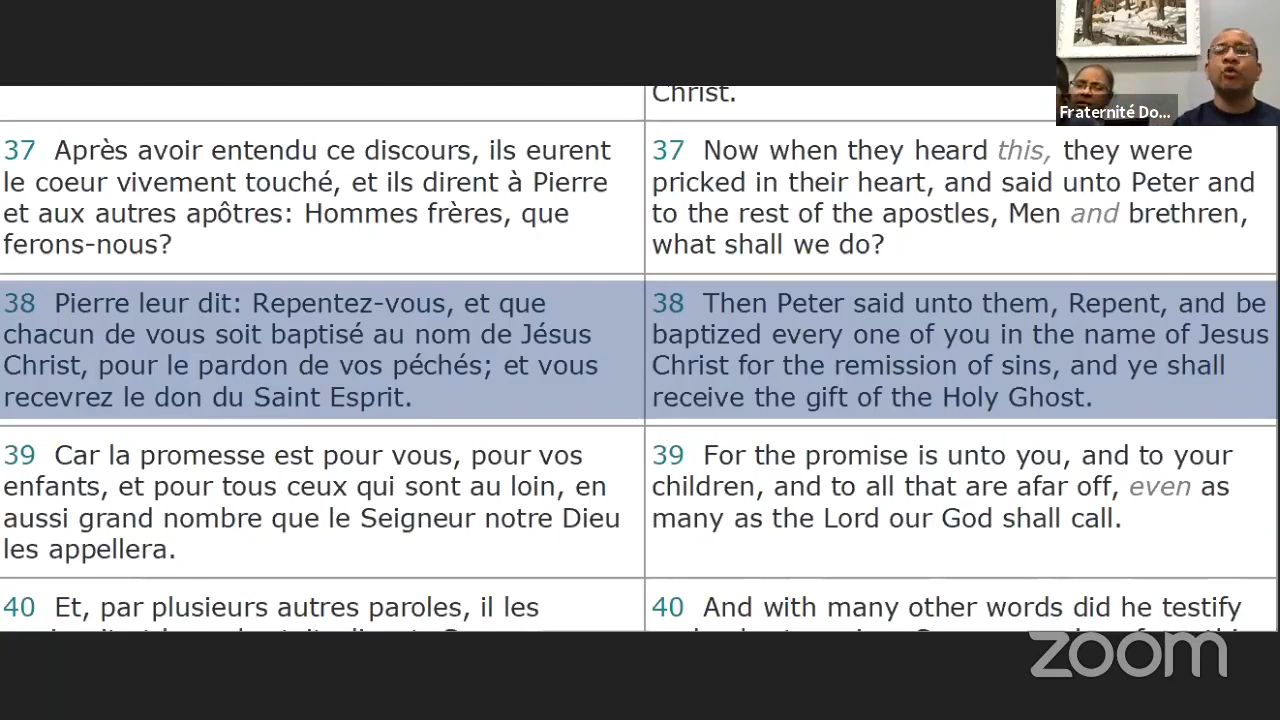 Christ.
Fraternité Do...
37 Après avoir entendu ce discours, ils eurent
le coeur vivement touché, et ils dirent à Pierre
et aux autres apôtres: Hommes frères, que
ferons-nous?
37 Now when they heard this, they were
pricked in their heart, and said unto Peter and
to the rest of the apostles, Men and brethren,
what shall we do?
38 Pierre leur dit: Repentez-vous, et que
chacun de vous soit baptisé au nom de Jésus
Christ, pour le pardon de vos péchés; et vous
recevrez le don du Saint Esprit.
38 Then Peter said unto them, Repent, and be
baptized every one of you in the name of Jesus
Christ for the remission of sins, and ye shall
receive the gift of the Holy Ghost.
39 Car la promesse est pour vous, pour vos
enfants, et pour tous ceux qui sont au loin, en
aussi grand nombre que le Seigneur notre Dieu
les appellera.
39 For the promise is unto you, and to your
children, and to all that are afar off, even as
many as the Lord our God shall call.
40 Et, par plusieurs autres paroles, il les
40 And with many other words did he testify
zoom